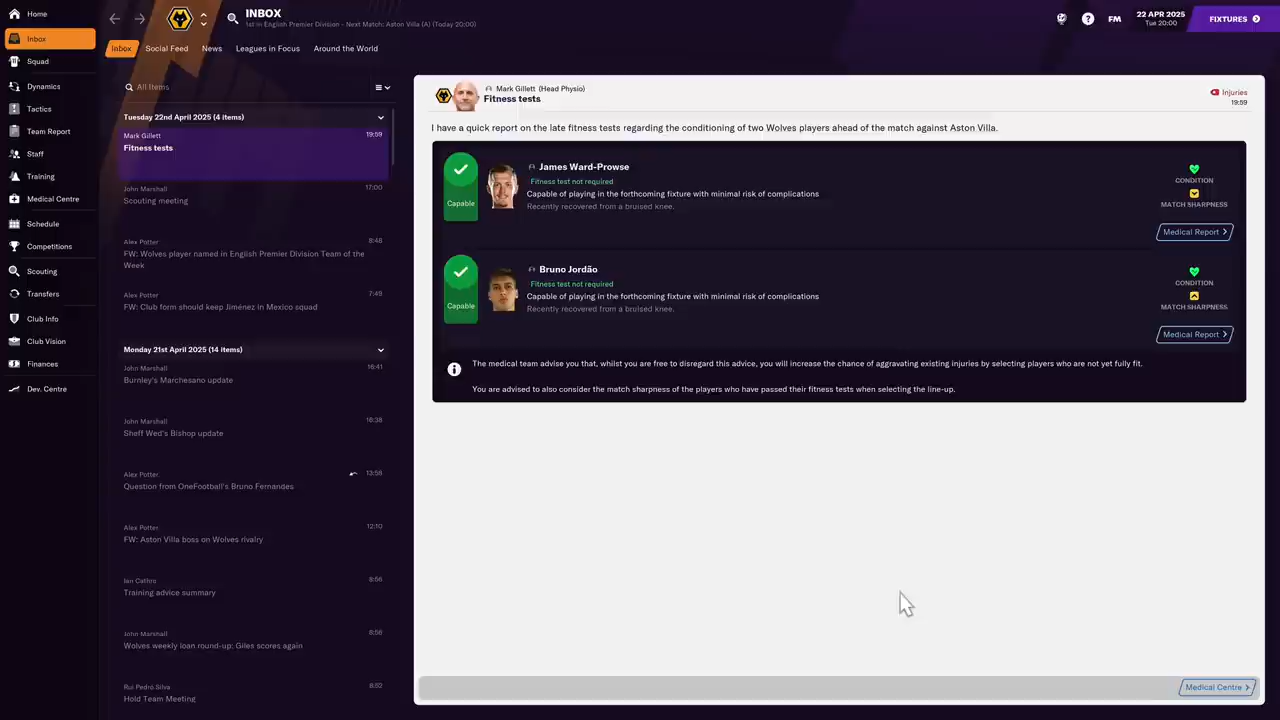 Home
Inbox
Squad
Dynamics
Tactics
Team Report
Staff
Training
Medical Centre
Schedule
Competitions
Scouting
Transfers
Club Info
Club Vision
Finances
Dev. Centre
INBOX
1st in English Premier Division - Next Match: Aston Villa (A) (Today 20:00)
FM
22 APR 2025
Tue 20:00
FIXTURES
Inbox
Social Feed
News
Leagues in Focus
Around the World
All Items
Tuesday 22nd April 2025 (4 items)
Mark Gillett 19:59
Fitness tests
John Marshall 17:00
Scouting meeting
Alex Potter 8:48
FW: Wolves player named in English Premier Division Team of the
Week
Alex Potter 7:49
FW: Club form should keep Jiménez in Mexico squad
Monday 21st April 2025 (14 items)
John Marshall 16:41
Burnley's Marchesano update
John Marshall 16:38
Sheff Wed's Bishop update
Alex Potter 13:58
Question from OneFootball's Bruno Fernandes
Alex Potter 12:10
FW: Aston Villa boss on Wolves rivalry
Ian Cathro 8:56
Training advice summary
John Marshall 8:56
Wolves weekly loan round-up; Giles scores again
Rui Pedro Silva 8:52
Hold Team Meeting
Mark Gillett (Head Physio)
Fitness tests
Injuries
19:59
I have a quick report on the late fitness tests regarding the conditioning of two Wolves players ahead of the match against Aston Villa.
Capable
James Ward-Prowse
Fitness test not required
Capable of playing in the forthcoming fixture with minimal risk of complications
Recently recovered from a bruised knee.
CONDITION
MATCH SHARPNESS
Medical Report
Capable
Bruno Jordão
Fitness test not required
Capable of playing in the forthcoming fixture with minimal risk of complications
Recently recovered from a bruised knee.
CONDITION
MATCH SHARPNESS
Medical Report
The medical team advise you that, whilst you are free to disregard this advice, you will increase the chance of aggravating existing injuries by selecting players who are not yet fully fit.
You are advised to also consider the match sharpness of the players who have passed their fitness tests when selecting the line-up.
Medical Centre